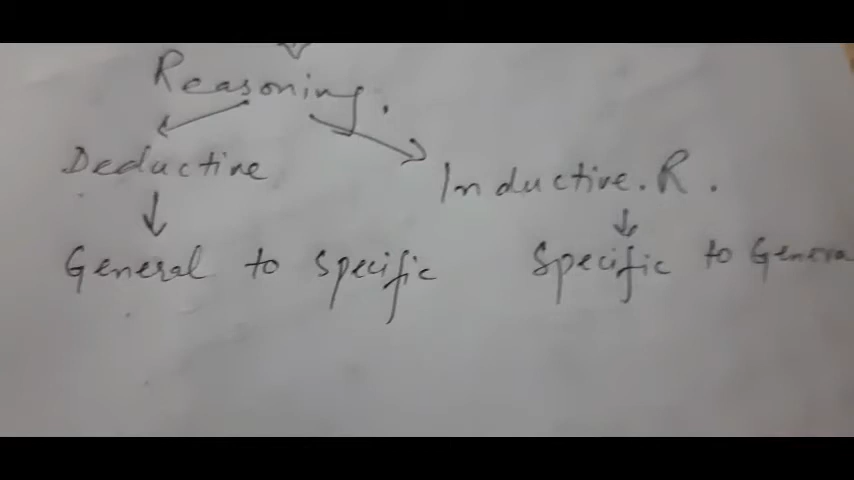 Reasoning.
Deductive
Inductive.R.
General to specific
Specific to Genera